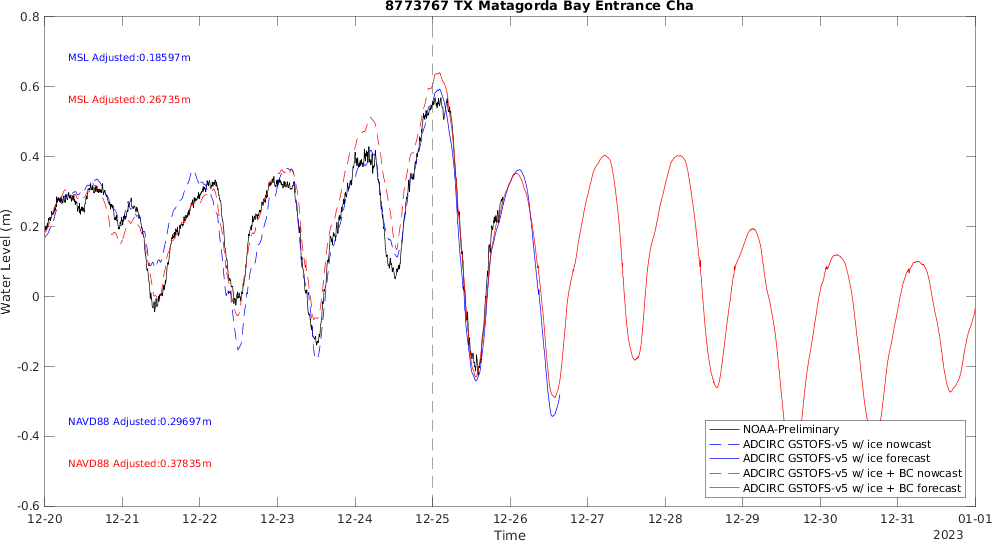 8773767 TX Matagorda Bay Entrance Cha
0.8
MSL Adjusted:0.18597m
0.6
MSL Adjusted:0.26735m
0.4
0.2
Water Level (m)
0
-0.2
NAVD88 Adjusted:0.29697m
-0.4
NAVD88 Adjusted:0.37835m
-0.6
NOAA-Preliminary
ADCIRC GSTOFS-v5 w/ ice nowcast
ADCIRC GSTOFS-v5 w/ ice forecast
ADCIRC GSTOFS-v5 w/ ice + BC nowcast
ADCIRC GSTOFS-v5 w/ ice + BC forecast
12-20 12-21 12-22 12-23 12-24 12-25 12-26 12-27 12-28 12-29 12-30 12-31 01-01
Time
2023